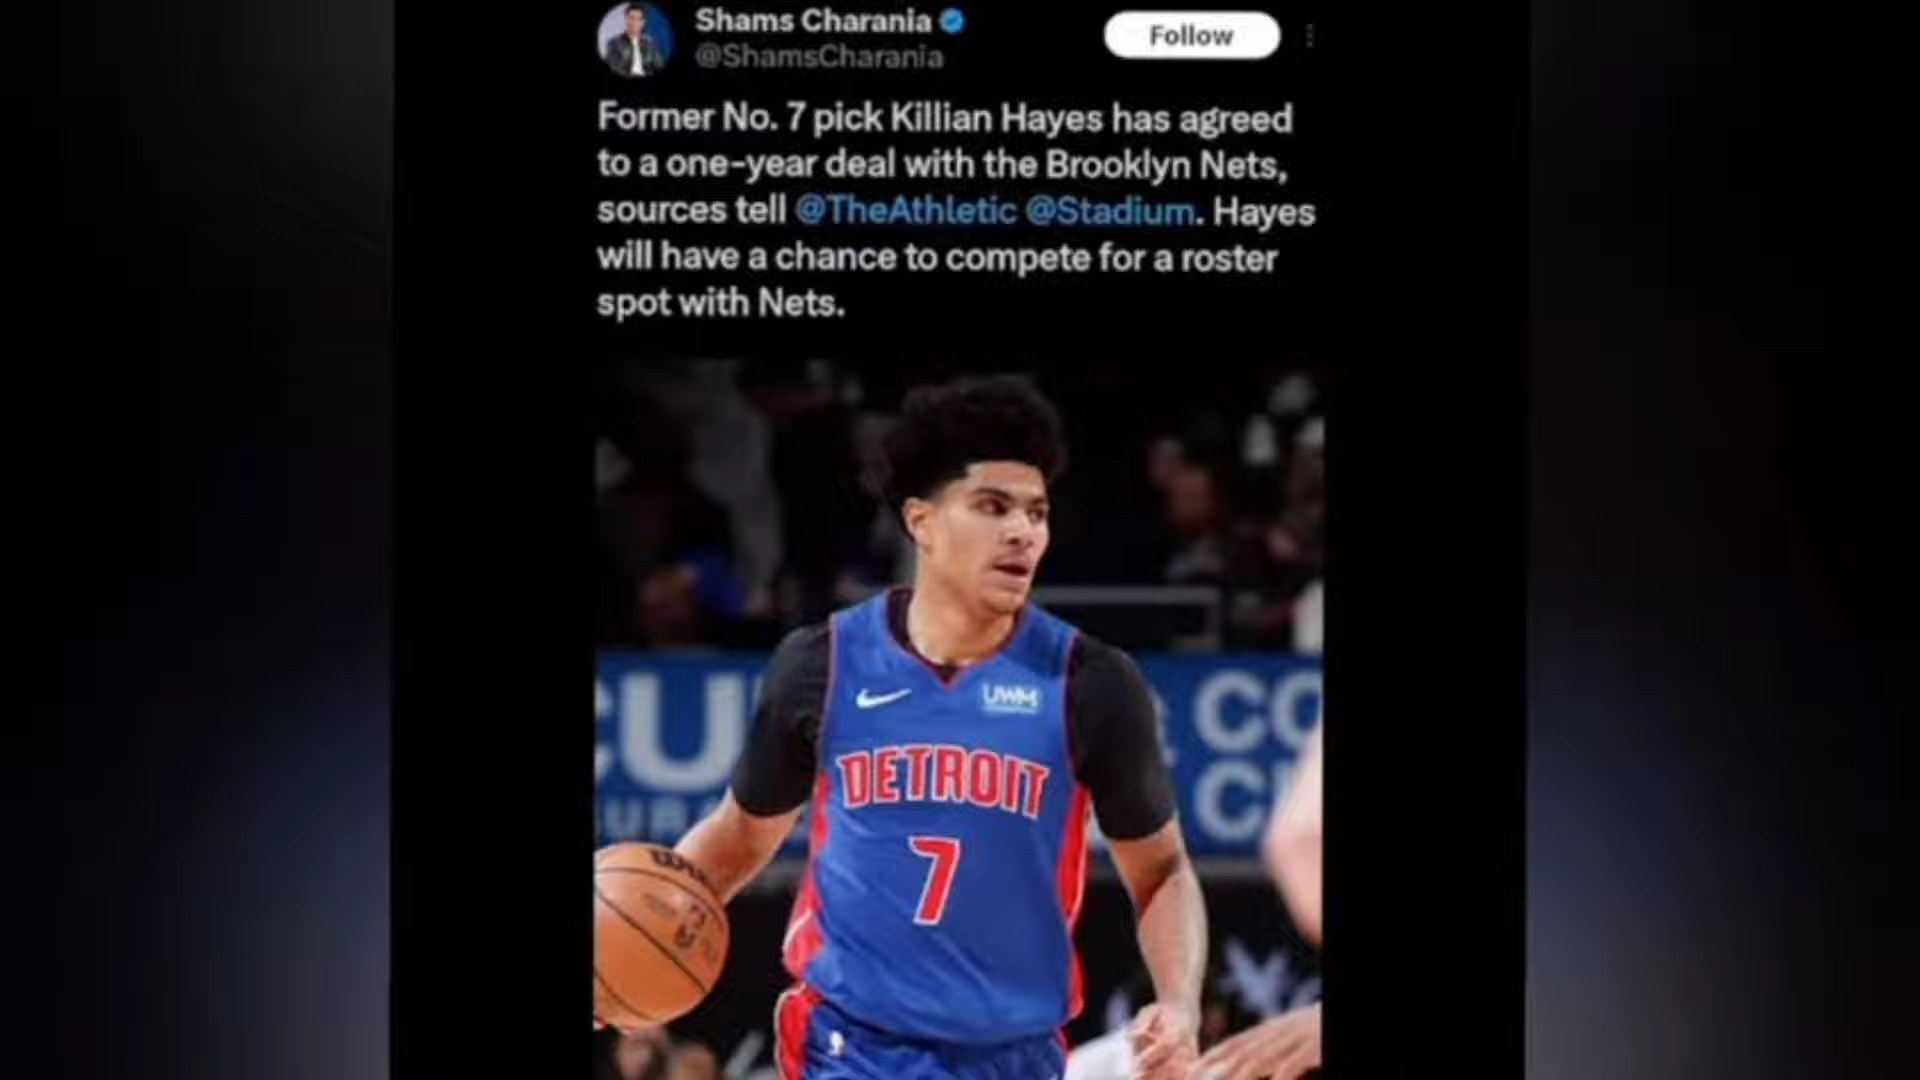 Shams Charania
@ShamsCharania
Follow
Former No. 7 pick Killian Hayes has agreed
to a one-year deal with the Brooklyn Nets,
sources tell @TheAthletic @Stadium. Hayes
will have a chance to compete for a roster
spot with Nets.
UWM
DETROIT
7
CU
& CO